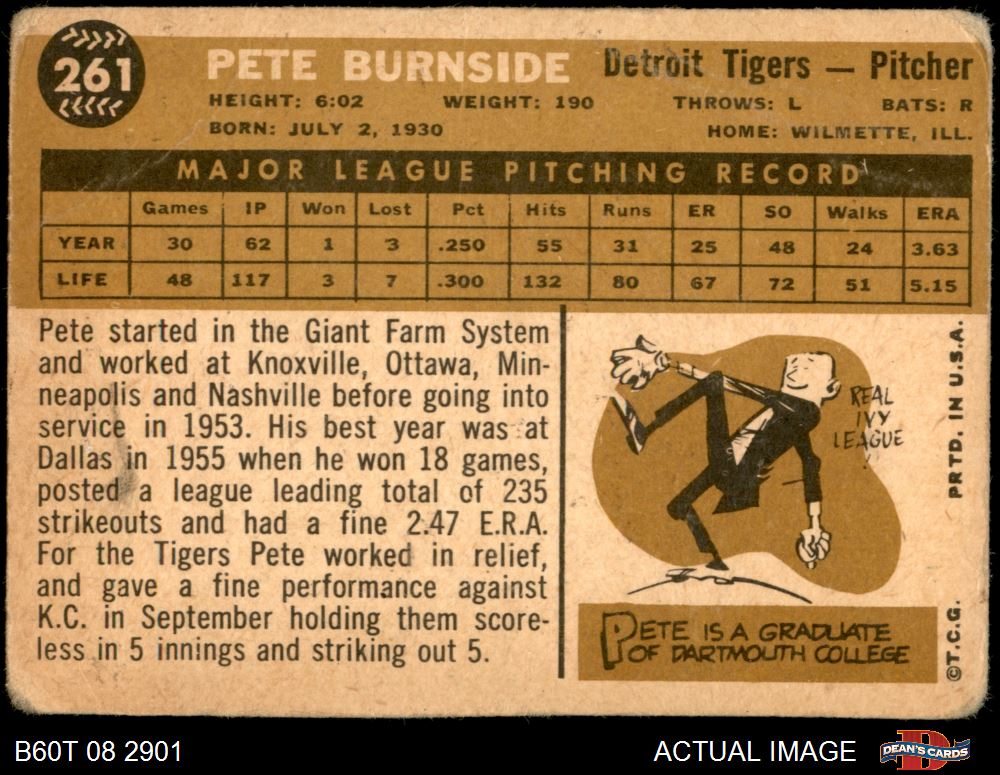 261
PETE BURNSIDE Detroit Tigers — Pitcher
HEIGHT: 6:02 WEIGHT: 190 THROWS: L BATS: R
BORN: JULY 2, 1930 HOME: WILMETTE, ILL.
MAJOR LEAGUE PITCHING RECORD
Games IP Won Lost Pct Hits Runs ER SO Walks ERA
YEAR 30 62 1 3 .250 55 31 25 48 24 3.63
LIFE 48 117 3 7 .300 132 80 67 72 51 5.15
Pete started in the Giant Farm System
and worked at Knoxville, Ottawa, Min-
neapolis and Nashville before going into
service in 1953. His best year was at
Dallas in 1955 when he won 18 games,
posted a league leading total of 235
strikeouts and had a fine 2.47 E.R.A.
For the Tigers Pete worked in relief,
and gave a fine performance against
K.C. in September holding them score-
less in 5 innings and striking out 5.
REAL
IVY
LEAGUE
!!
PETE IS A GRADUATE
OF DARTMOUTH COLLEGE
©T.C.G. PRTD. IN U.S.A.
B60T 08 2901 ACTUAL IMAGE DEAN'S CARDS